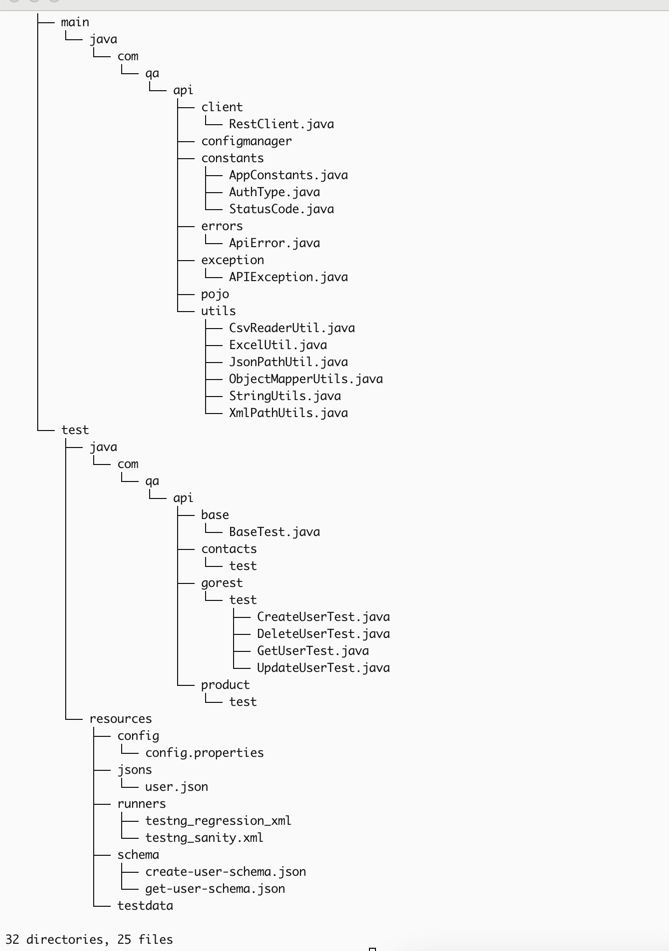 ├── main
│   └── java
│       └── com
│           └── qa
│               └── api
│                   ├── client
│                   │   └── RestClient.java
│                   ├── configmanager
│                   ├── constants
│                   │   ├── AppConstants.java
│                   │   ├── AuthType.java
│                   │   └── StatusCode.java
│                   ├── errors
│                   │   └── ApiError.java
│                   ├── exception
│                   │   └── APIException.java
│                   ├── pojo
│                   └── utils
│                       ├── CsvReaderUtil.java
│                       ├── ExcelUtil.java
│                       ├── JsonPathUtil.java
│                       ├── ObjectMapperUtils.java
│                       ├── StringUtils.java
│                       └── XmlPathUtils.java
└── test
    ├── java
    │   └── com
    │       └── qa
    │           └── api
    │               ├── base
    │               │   └── BaseTest.java
    │               ├── contacts
    │               │   └── test
    │               ├── gorest
    │               │   └── test
    │               │       ├── CreateUserTest.java
    │               │       ├── DeleteUserTest.java
    │               │       ├── GetUserTest.java
    │               │       └── UpdateUserTest.java
    │               └── product
    │                   └── test
    └── resources
        ├── config
        │   └── config.properties
        ├── jsons
        │   └── user.json
        ├── runners
        │   ├── testng_regression_xml
        │   └── testng_sanity.xml
        ├── schema
        │   ├── create-user-schema.json
        │   └── get-user-schema.json
        └── testdata
32 directories, 25 files